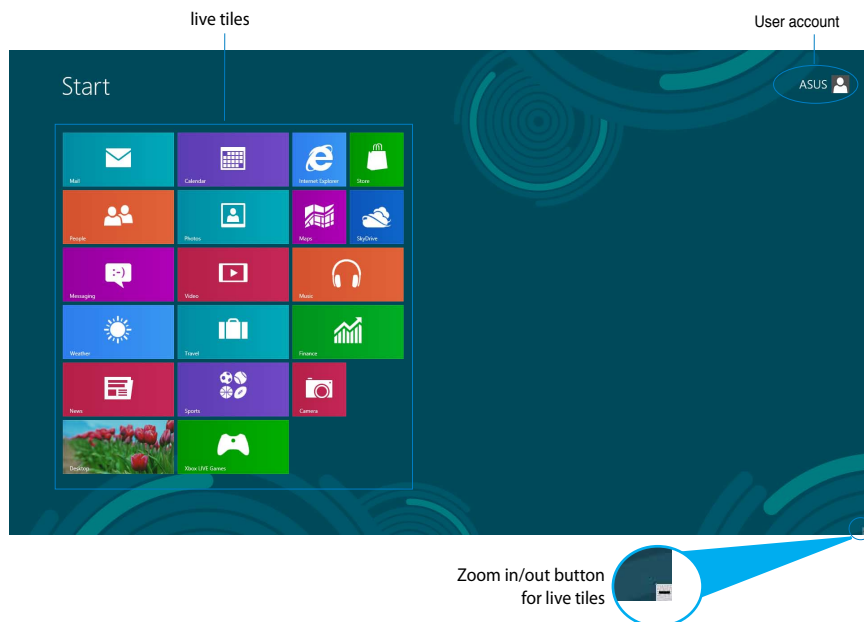 live tiles
User account
Start
ASUS
Mail
Calendar
Internet Explorer
Store
People
Photos
Maps
SkyDrive
Messaging
:-)
Video
Music
Weather
Travel
Finance
News
Sports
Camera
Desktop
Xbox LIVE Games
Zoom in/out button
for live tiles